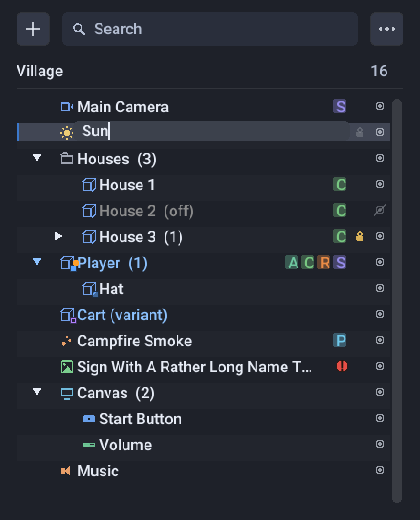 Search
Village 16
Main Camera S
Sun
Houses (3)
House 1 C
House 2 (off) C
House 3 (1) C
Player (1) A C R S
Hat
Cart (variant)
Campfire Smoke P
Sign With A Rather Long Name T...
Canvas (2)
Start Button
Volume
Music